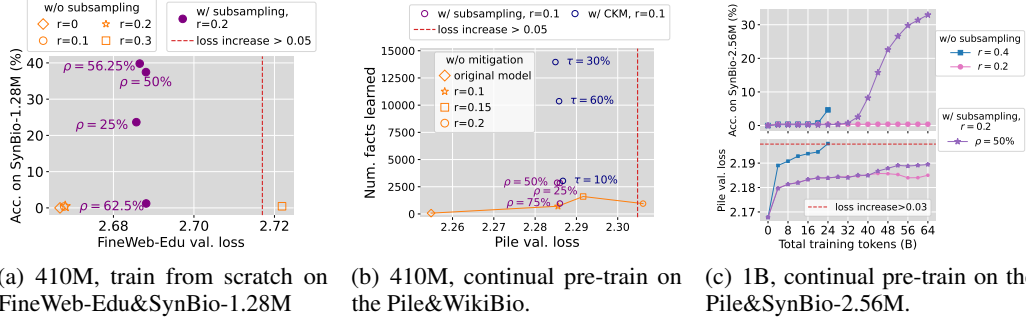 w/o subsampling
r=0
r=0.2
r=0.1
r=0.3
w/ subsampling,
r=0.2
loss increase > 0.05
Acc. on SynBio-1.28M (%)
40
30
20
10
0
ρ = 56.25%
ρ = 50%
ρ = 25%
ρ = 62.5%
2.68
2.70
2.72
FineWeb-Edu val. loss
(a) 410M, train from scratch on
FineWeb-Edu&SynBio-1.28M
w/ subsampling, r=0.1
w/ CKM, r=0.1
loss increase > 0.05
Num. facts learned
15000
12500
10000
7500
5000
2500
0
w/o mitigation
original model
r=0.1
r=0.15
r=0.2
τ = 30%
τ = 60%
τ = 10%
ρ = 50%
ρ = 25%
ρ = 75%
2.25
2.26
2.27
2.28
2.29
2.30
Pile val. loss
(b) 410M, continual pre-train on
the Pile&WikiBio.
Acc. on SynBio-2.56M (%)
30
20
10
0
Pile val. loss
2.19
2.18
2.17
loss increase>0.03
0 8 16 24 32 40 48 56 64
Total training tokens (B)
w/o subsampling
r = 0.4
r = 0.2
w/ subsampling,
r = 0.2
ρ = 50%
(c) 1B, continual pre-train on the
Pile&SynBio-2.56M.